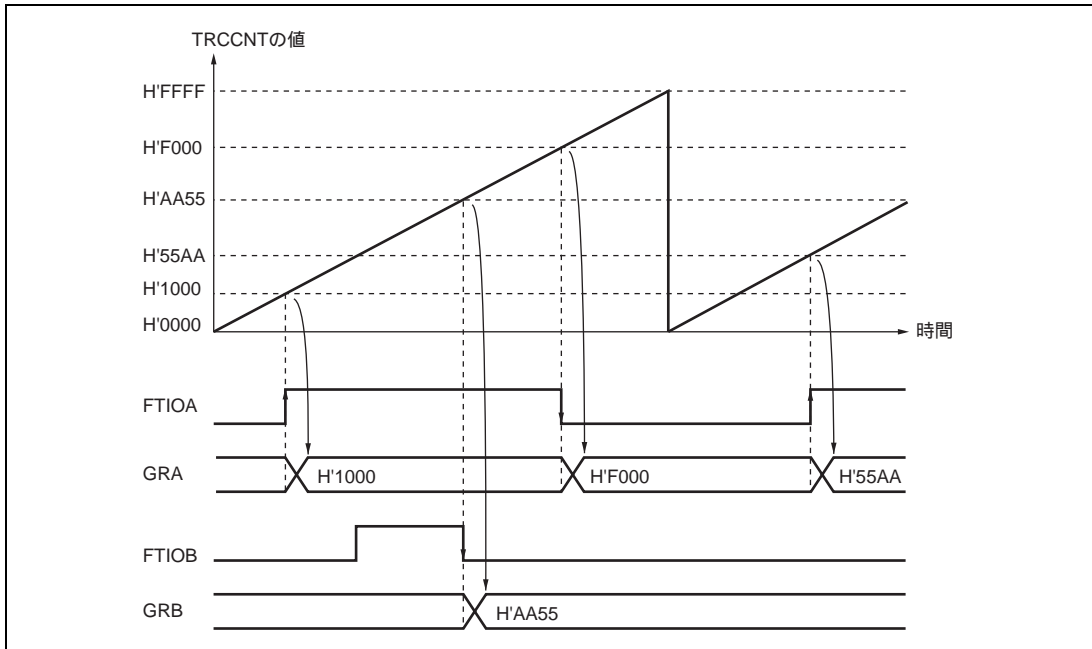 TRCCNTの値
H'FFFF
H'F000
H'AA55
H'55AA
H'1000
H'0000
時間
FTIOA
GRA
H'1000
H'F000
H'55AA
FTIOB
GRB
H'AA55